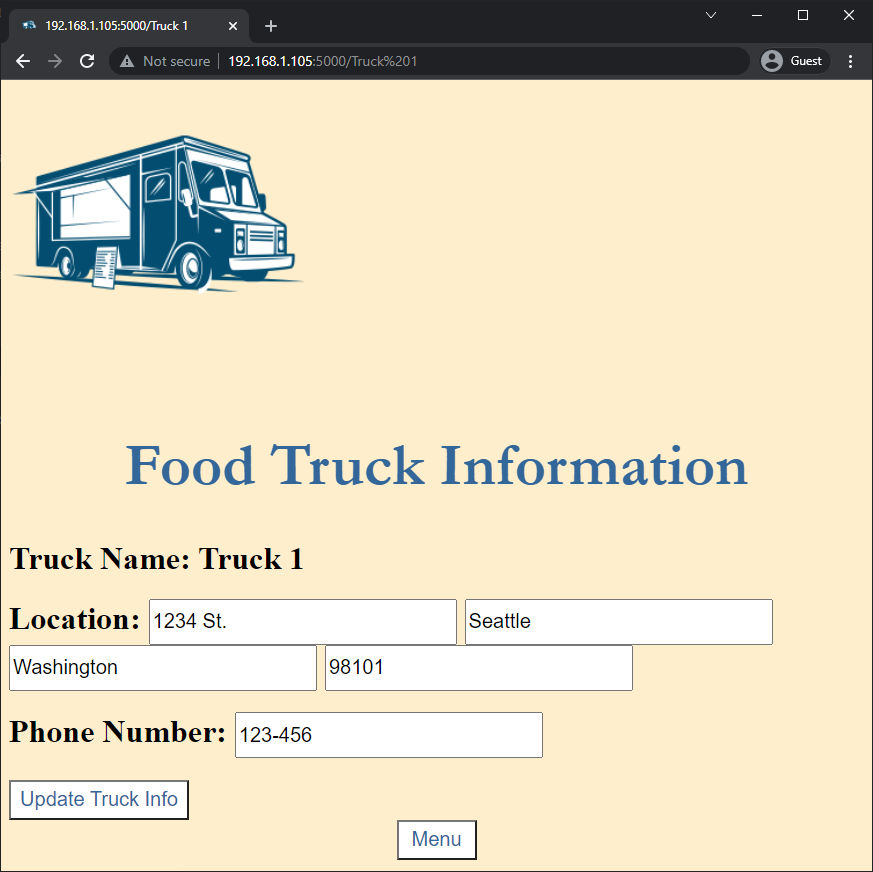 192.168.1.105:5000/Truck 1
Not secure 192.168.1.105:5000/Truck%201 Guest
Food Truck Information
Truck Name: Truck 1
Location: 1234 St. Seattle
Washington 98101
Phone Number: 123-456
Update Truck Info
Menu